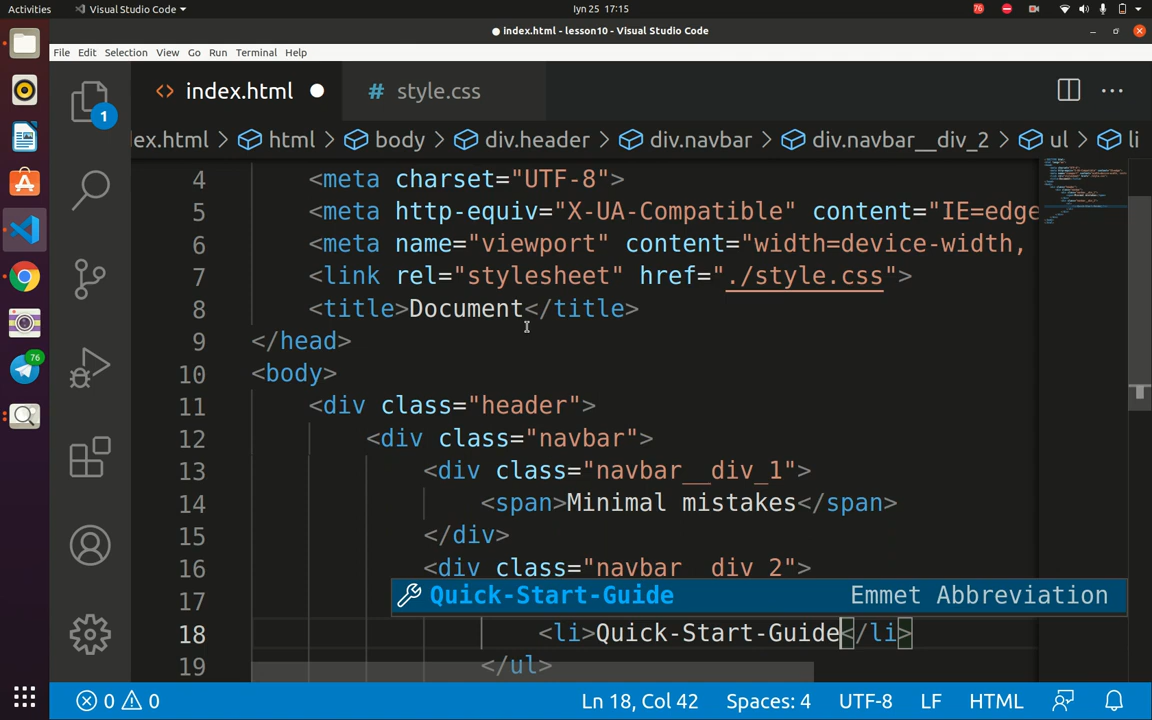 Activities
Visual Studio Code
Iyn 25 17:15
76
● index.html - lesson10 - Visual Studio Code
File Edit Selection View Go Run Terminal Help
index.html
# style.css
1
ex.html > html > body > div.header > div.navbar > div.navbar__div_2 > ul > li
4 <meta charset="UTF-8">
5 <meta http-equiv="X-UA-Compatible" content="IE=edge
6 <meta name="viewport" content="width=device-width,
7 <link rel="stylesheet" href="./style.css">
8 <title>Document</title>
9 </head>
10 <body>
11 <div class="header">
12 <div class="navbar">
13 <div class="navbar__div_1">
14 <span>Minimal mistakes</span>
15 </div>
16 <div class="navbar__div_2">
17
Quick-Start-Guide Emmet Abbreviation
18 <li>Quick-Start-Guide</li>
19 </ul>
76
0 0
Ln 18, Col 42
Spaces: 4
UTF-8
LF
HTML